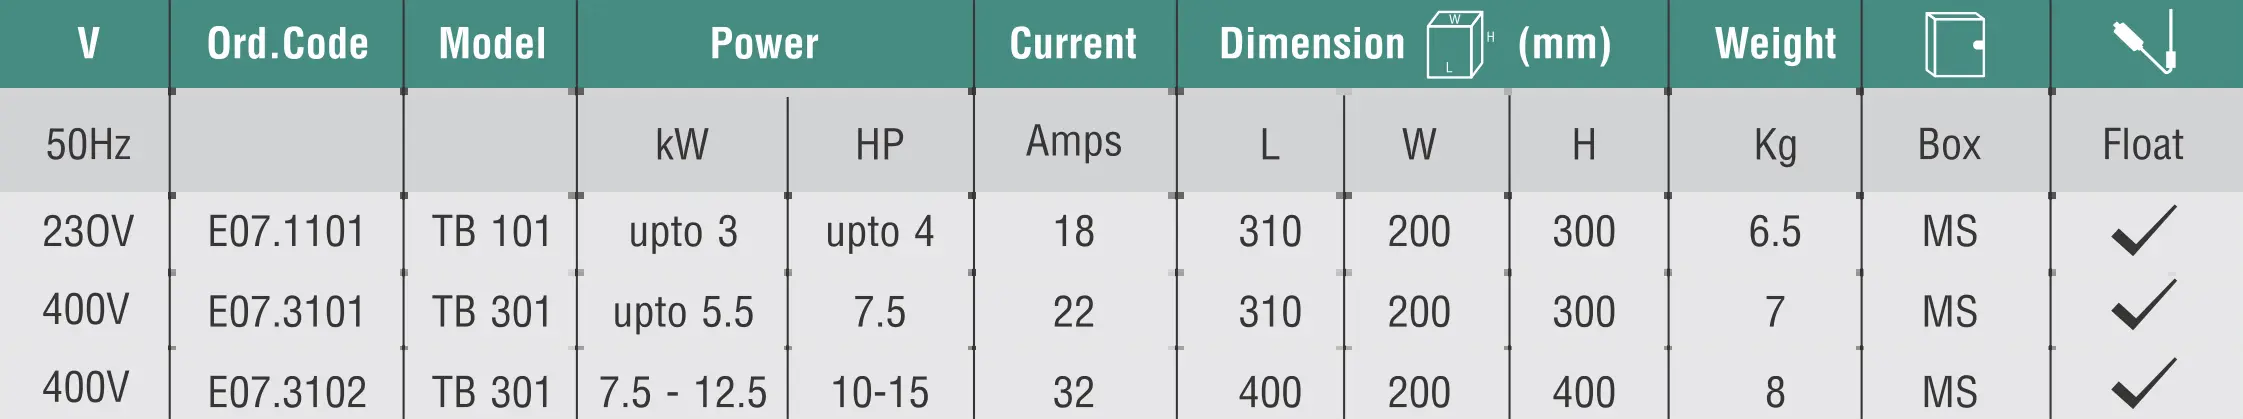 V Ord.Code Model Power Current Dimension W H L (mm) Weight
50Hz kW HP Amps L W H Kg Box Float
230V E07.1101 TB 101 upto 3 upto 4 18 310 200 300 6.5 MS ✓
400V E07.3101 TB 301 upto 5.5 7.5 22 310 200 300 7 MS ✓
400V E07.3102 TB 301 7.5 - 12.5 10-15 32 400 200 400 8 MS ✓